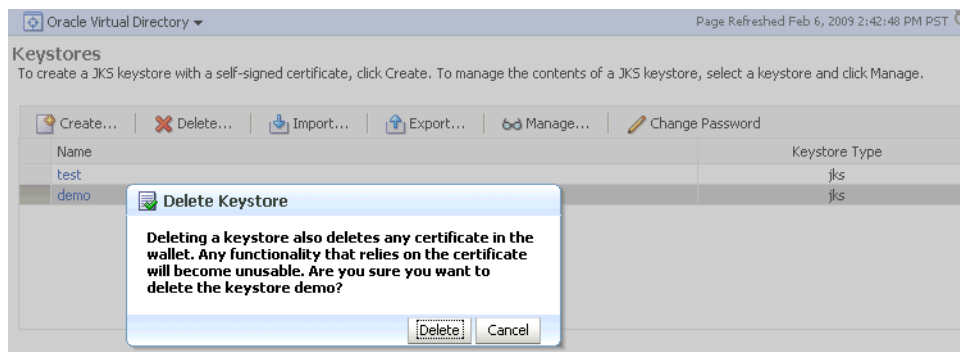 Oracle Virtual Directory
Page Refreshed Feb 6, 2009 2:42:48 PM PST
Keystores
To create a JKS keystore with a self-signed certificate, click Create. To manage the contents of a JKS keystore, select a keystore and click Manage.
Create... Delete... Import... Export... Manage... Change Password
Name Keystore Type
test jks
demo jks
Delete Keystore
Deleting a keystore also deletes any certificate in the
wallet. Any functionality that relies on the certificate
will become unusable. Are you sure you want to
delete the keystore demo?
Delete Cancel